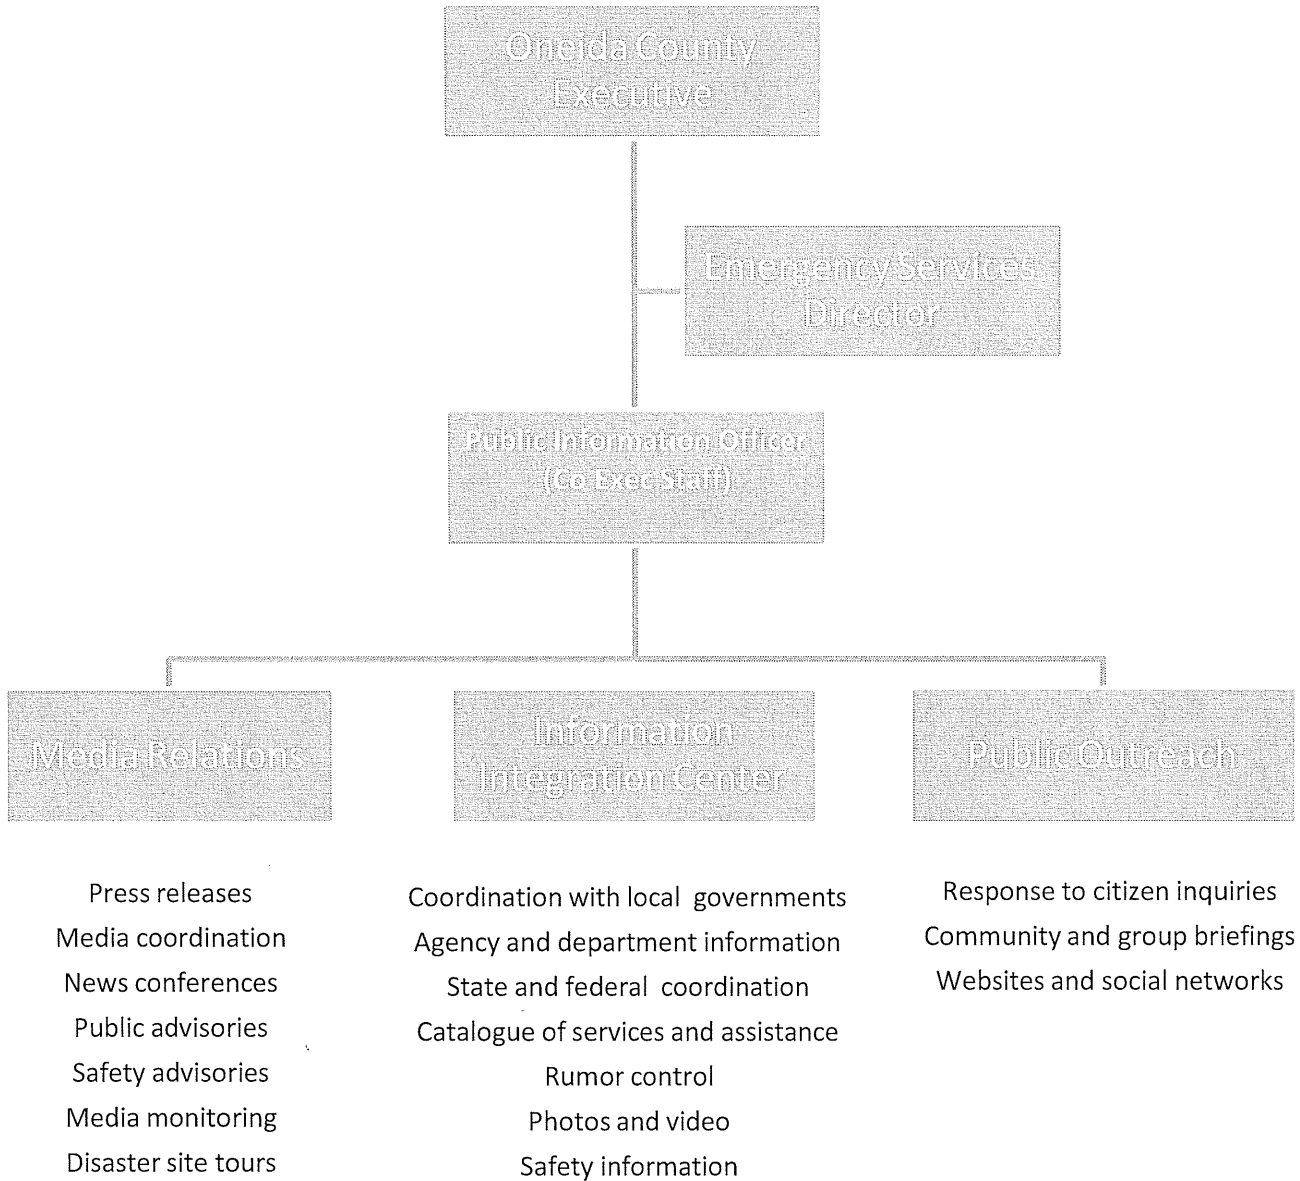 Oneida County
Executive
Emergency Services
Director
Public Information Officer
(Co Exec Staff)
Media Relations
Information
Integration Center
Public Outreach
Press releases
Media coordination
News conferences
Public advisories
Safety advisories
Media monitoring
Disaster site tours
Coordination with local governments
Agency and department information
State and federal coordination
Catalogue of services and assistance
Rumor control
Photos and video
Safety information
Response to citizen inquiries
Community and group briefings
Websites and social networks